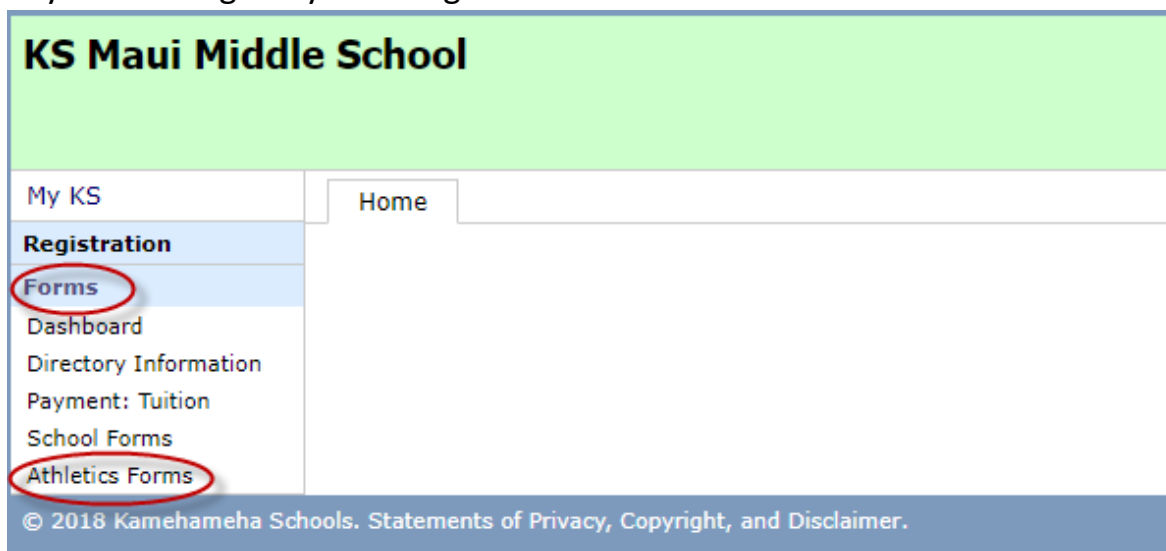 KS Maui Middle School
My KS
Home
Registration
Forms
Dashboard
Directory Information
Payment: Tuition
School Forms
Athletics Forms
© 2018 Kamehameha Schools. Statements of Privacy, Copyright, and Disclaimer.